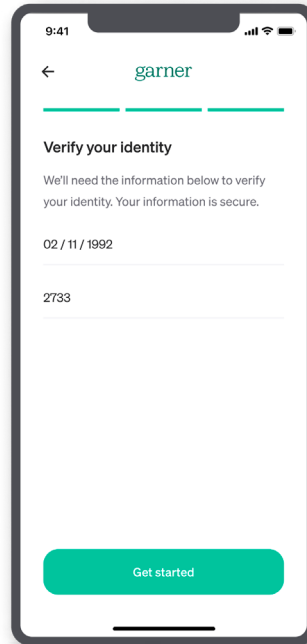 9:41
garner
Verify your identity
We'll need the information below to verify
your identity. Your information is secure.
02 / 11 / 1992
2733
Get started